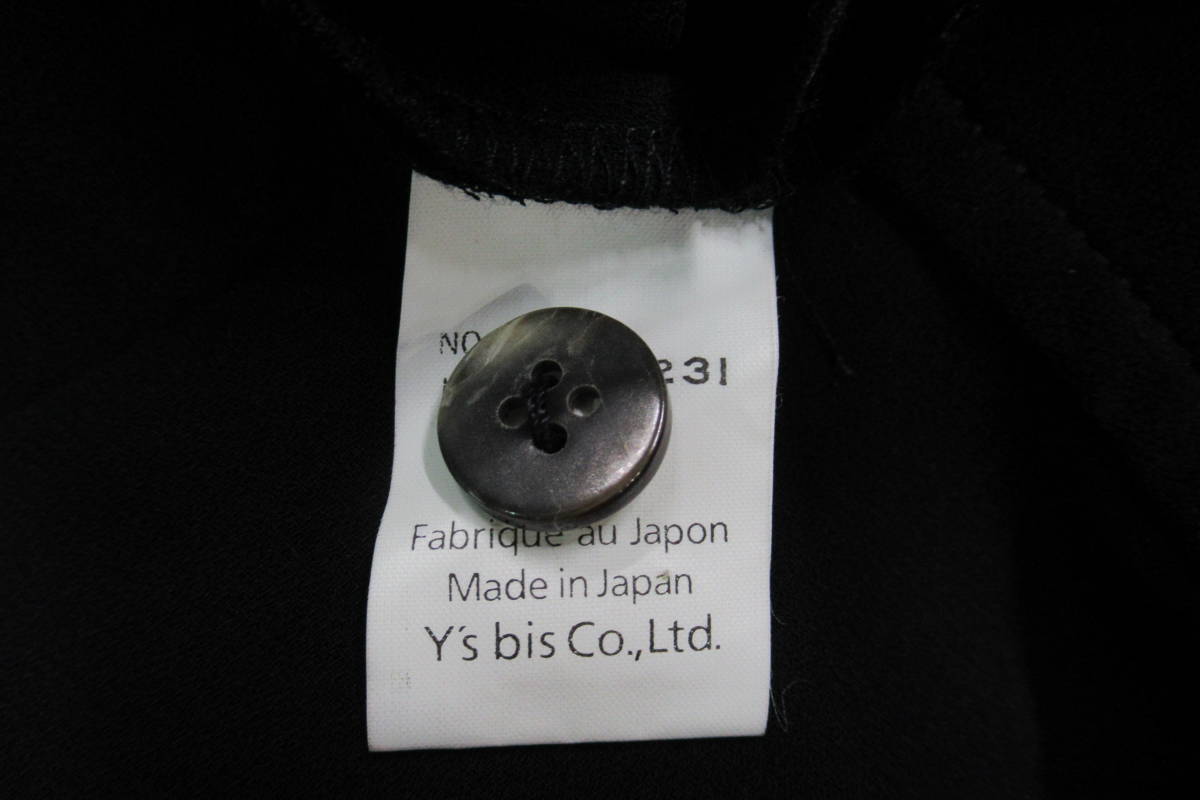 NO
231
Fabrique au Japon
Made in Japan
Y's bis Co.,Ltd.